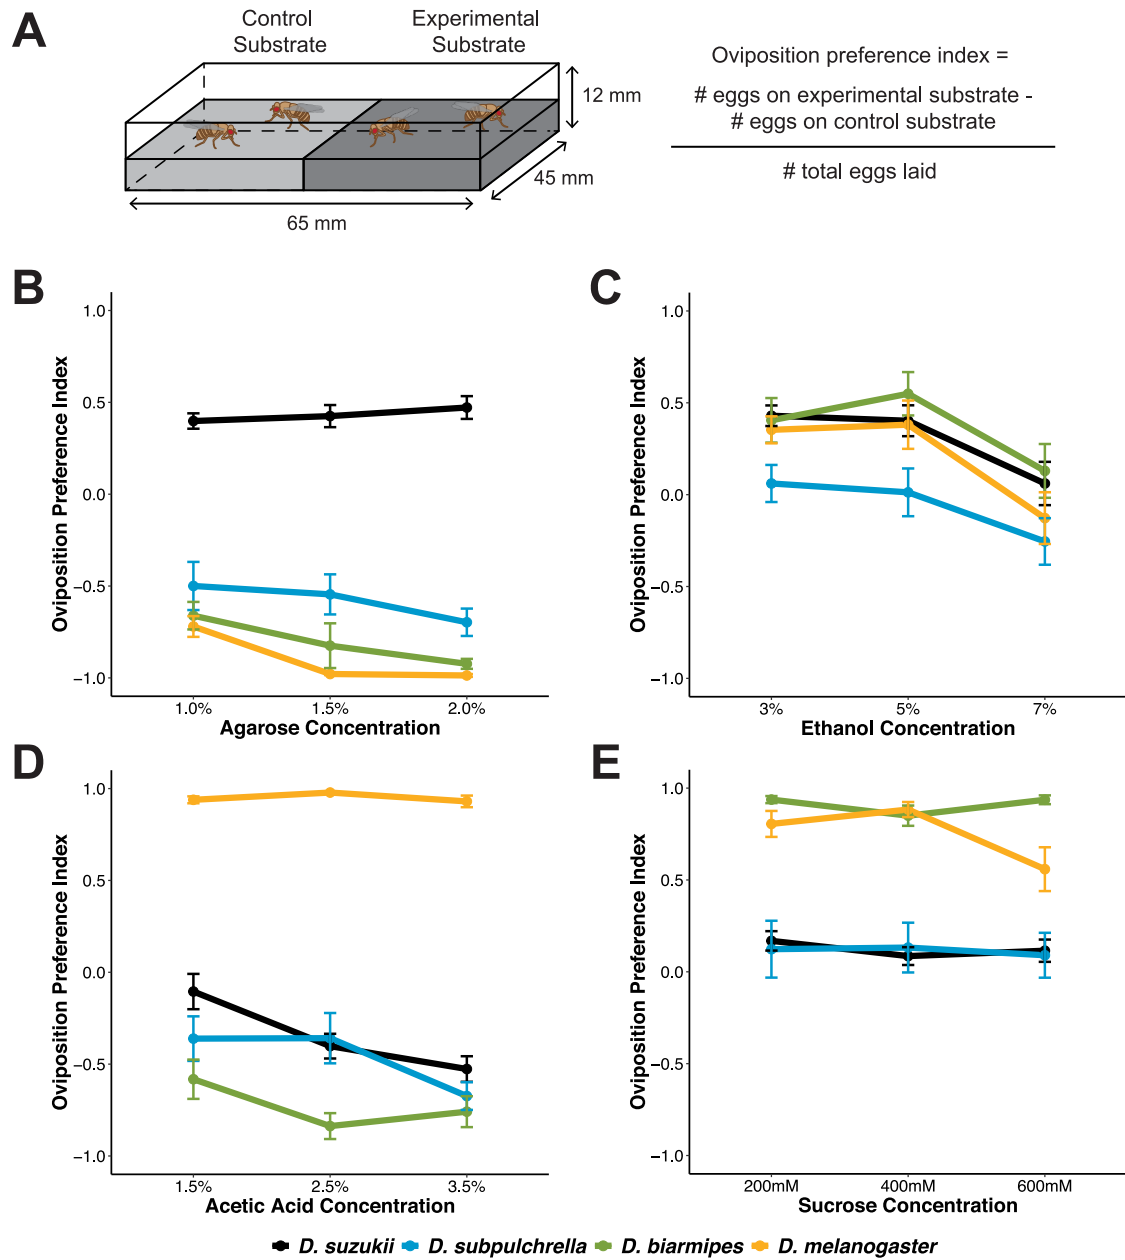 A
Control
Substrate
Experimental
Substrate
12 mm
45 mm
65 mm
Oviposition preference index =
# eggs on experimental substrate -
# eggs on control substrate
# total eggs laid
B
Oviposition Preference Index
1.0
0.5
0.0
−0.5
−1.0
1.0%
1.5%
2.0%
Agarose Concentration
C
Oviposition Preference Index
1.0
0.5
0.0
−0.5
−1.0
3%
5%
7%
Ethanol Concentration
D
Oviposition Preference Index
1.0
0.5
0.0
−0.5
−1.0
1.5%
2.5%
3.5%
Acetic Acid Concentration
E
Oviposition Preference Index
1.0
0.5
0.0
−0.5
−1.0
200mM
400mM
600mM
Sucrose Concentration
D. suzukii
D. subpulchrella
D. biarmipes
D. melanogaster